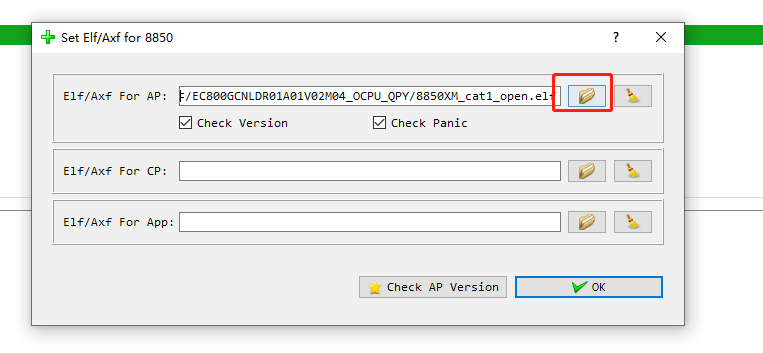 Set Elf/Axf for 8850
?
Elf/Axf For AP: F/EC800GCNLDR01A01V02M04_OCPU_QPY/8850XM_cat1_open.elf
Check Version Check Panic
Elf/Axf For CP:
Elf/Axf For App:
Check AP Version OK